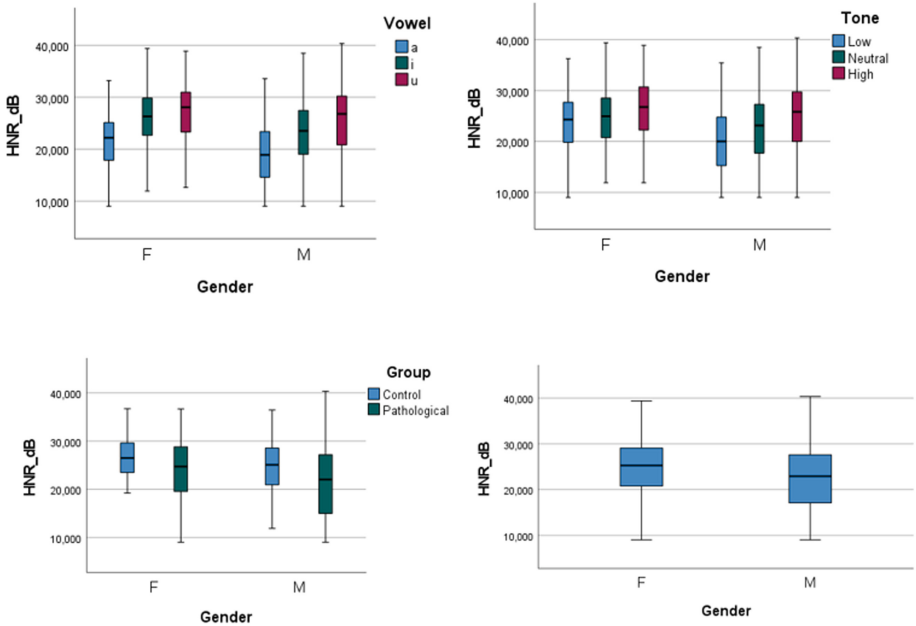 Vowel
a
i
u
40,000
30,000
20,000
10,000
HNR_dB
F M
Gender
Tone
Low
Neutral
High
40,000
30,000
20,000
10,000
HNR_dB
F M
Gender
Group
Control
Pathological
40,000
30,000
20,000
10,000
HNR_dB
F M
Gender
40,000
30,000
20,000
10,000
HNR_dB
F M
Gender